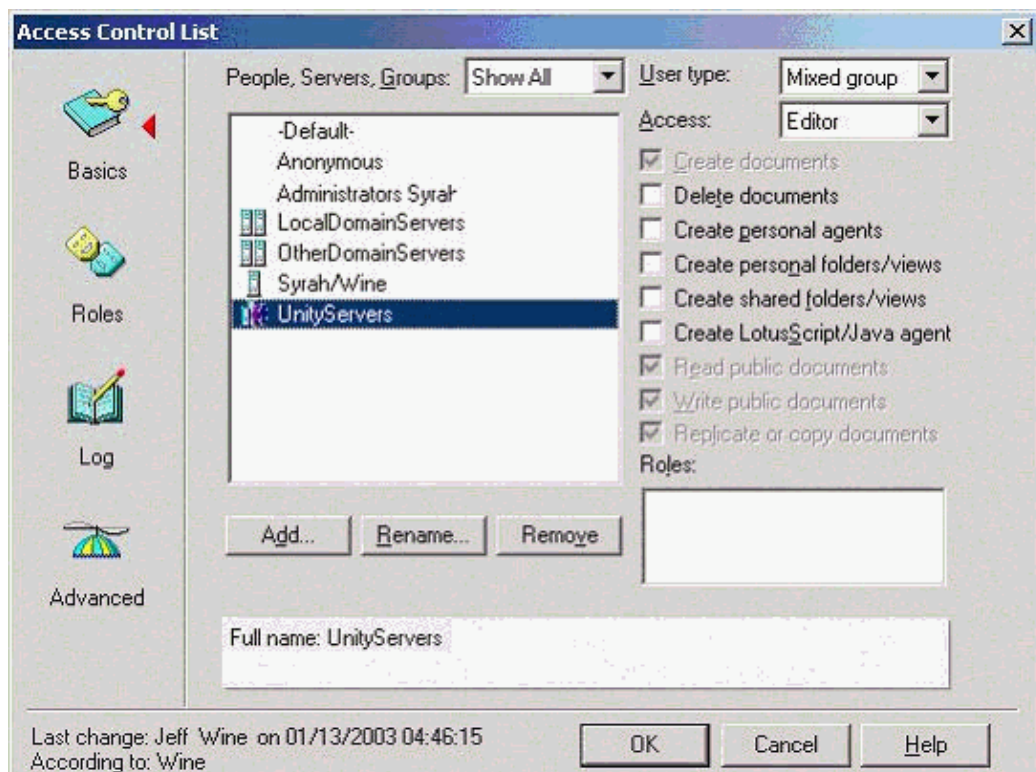 Access Control List
Basics
Roles
Log
Advanced
People, Servers, Groups:
Show All
-Default-
Anonymous
Administrators Syrah
LocalDomainServers
OtherDomainServers
Syrah/Wine
UnityServers
Add...
Rename...
Remove
Full name: UnityServers
User type:
Mixed group
Access:
Editor
Create documents
Delete documents
Create personal agents
Create personal folders/views
Create shared folders/views
Create LotusScript/Java agent
Read public documents
Write public documents
Replicate or copy documents
Roles:
Last change: Jeff Wine on 01/13/2003 04:46:15
According to: Wine
OK
Cancel
Help